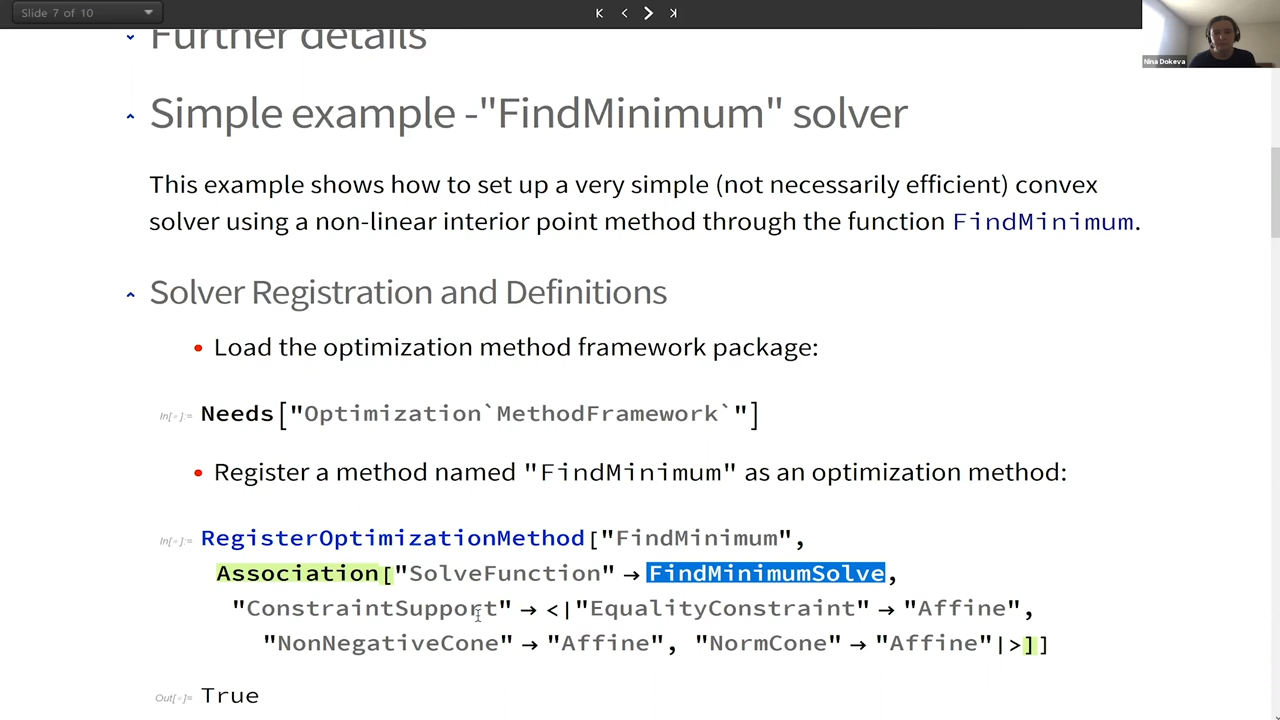 Slide 7 of 10
Nina Dokeva
Further details
Simple example -"FindMinimum" solver
This example shows how to set up a very simple (not necessarily efficient) convex
solver using a non-linear interior point method through the function FindMinimum.
Solver Registration and Definitions
• Load the optimization method framework package:
In[◦]:= Needs["Optimization`MethodFramework`"]
• Register a method named "FindMinimum" as an optimization method:
In[◦]:= RegisterOptimizationMethod["FindMinimum",
Association["SolveFunction" → FindMinimumSolve,
"ConstraintSupport" → <|"EqualityConstraint" → "Affine",
"NonNegativeCone" → "Affine", "NormCone" → "Affine"|>]]
Out[◦]= True